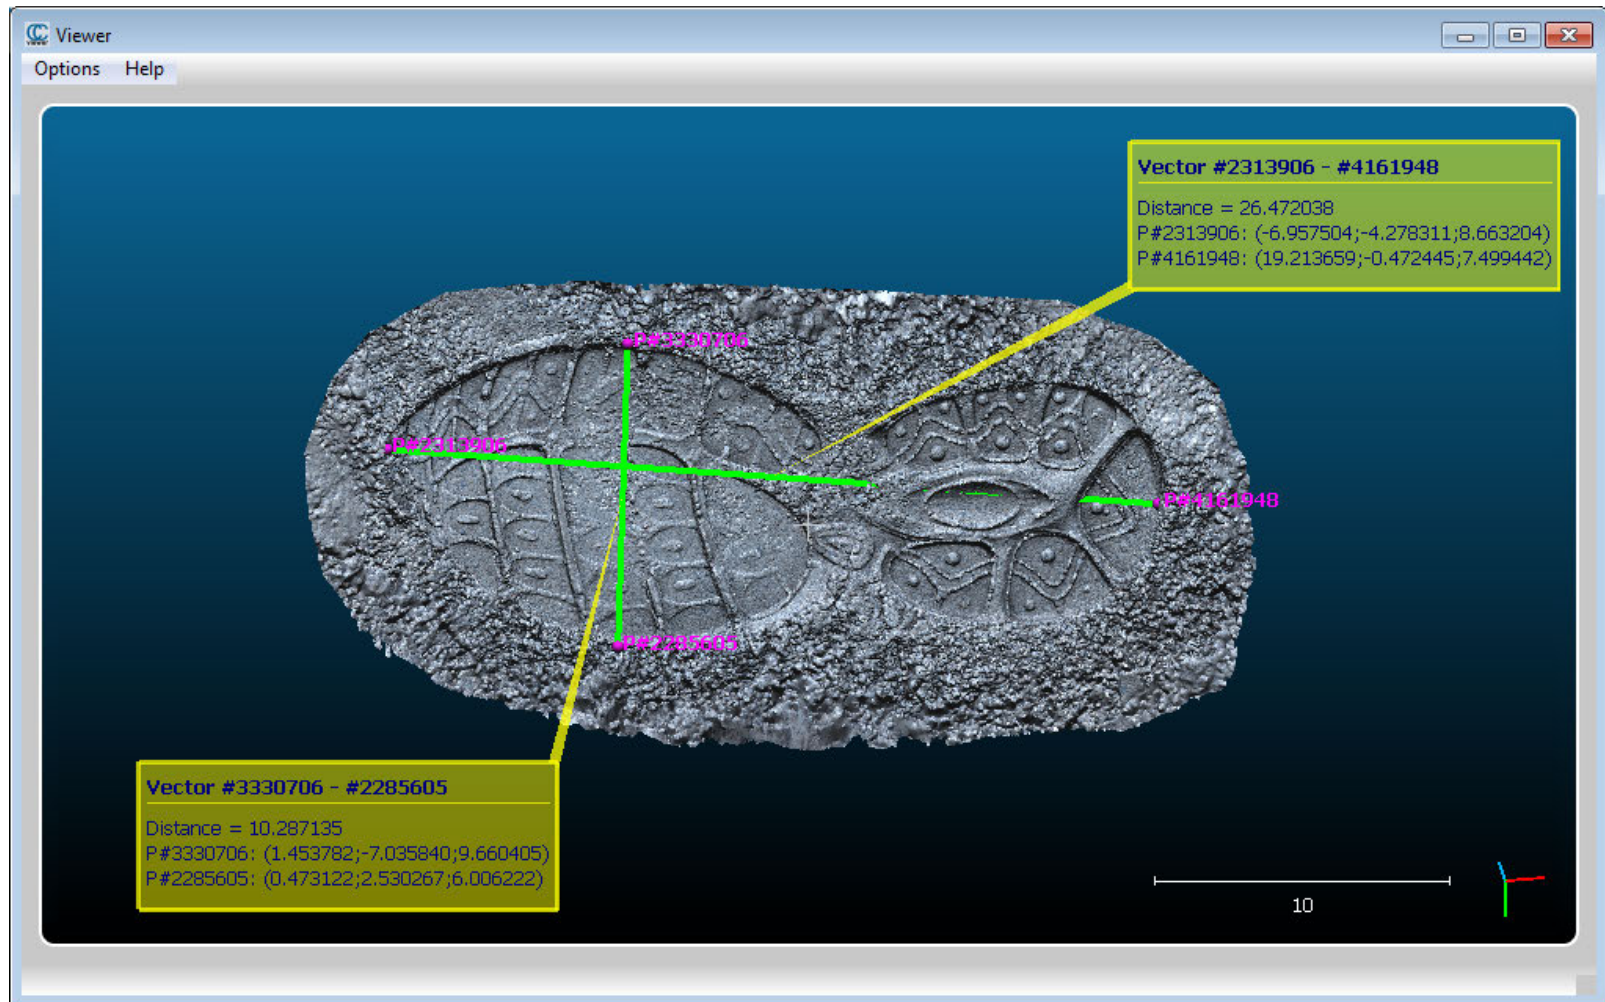 Viewer
Options Help
Vector #2313906 - #4161948
Distance = 26.472038
P#2313906: (-6.957504;-4.278311;8.663204)
P#4161948: (19.213659;-0.472445;7.499442)
P#3330706
P#2313906
P#4161948
P#2285605
Vector #3330706 - #2285605
Distance = 10.287135
P#3330706: (1.453782;-7.035840;9.660405)
P#2285605: (0.473122;2.530267;6.006222)
10